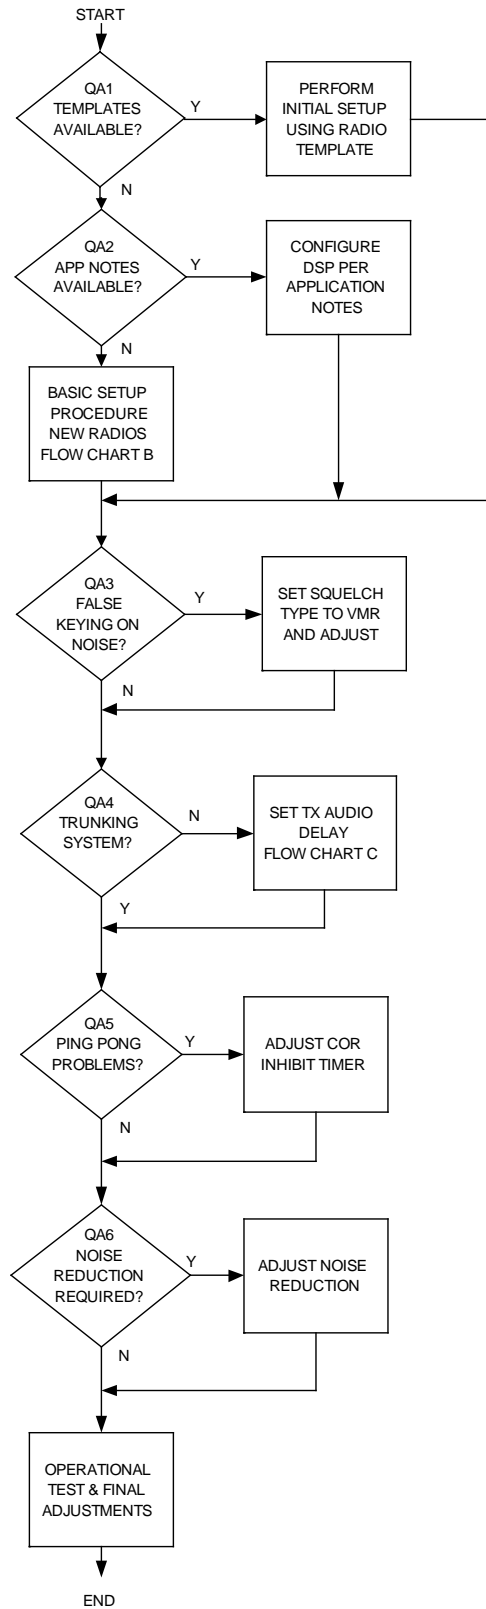 START
QA1
TEMPLATES
AVAILABLE?
Y
PERFORM
INITIAL SETUP
USING RADIO
TEMPLATE
N
QA2
APP NOTES
AVAILABLE?
Y
CONFIGURE
DSP PER
APPLICATION
NOTES
N
BASIC SETUP
PROCEDURE
NEW RADIOS
FLOW CHART B
QA3
FALSE
KEYING ON
NOISE?
Y
SET SQUELCH
TYPE TO VMR
AND ADJUST
N
QA4
TRUNKING
SYSTEM?
N
SET TX AUDIO
DELAY
FLOW CHART C
Y
QA5
PING PONG
PROBLEMS?
Y
ADJUST COR
INHIBIT TIMER
N
QA6
NOISE
REDUCTION
REQUIRED?
Y
ADJUST NOISE
REDUCTION
N
OPERATIONAL
TEST & FINAL
ADJUSTMENTS
END